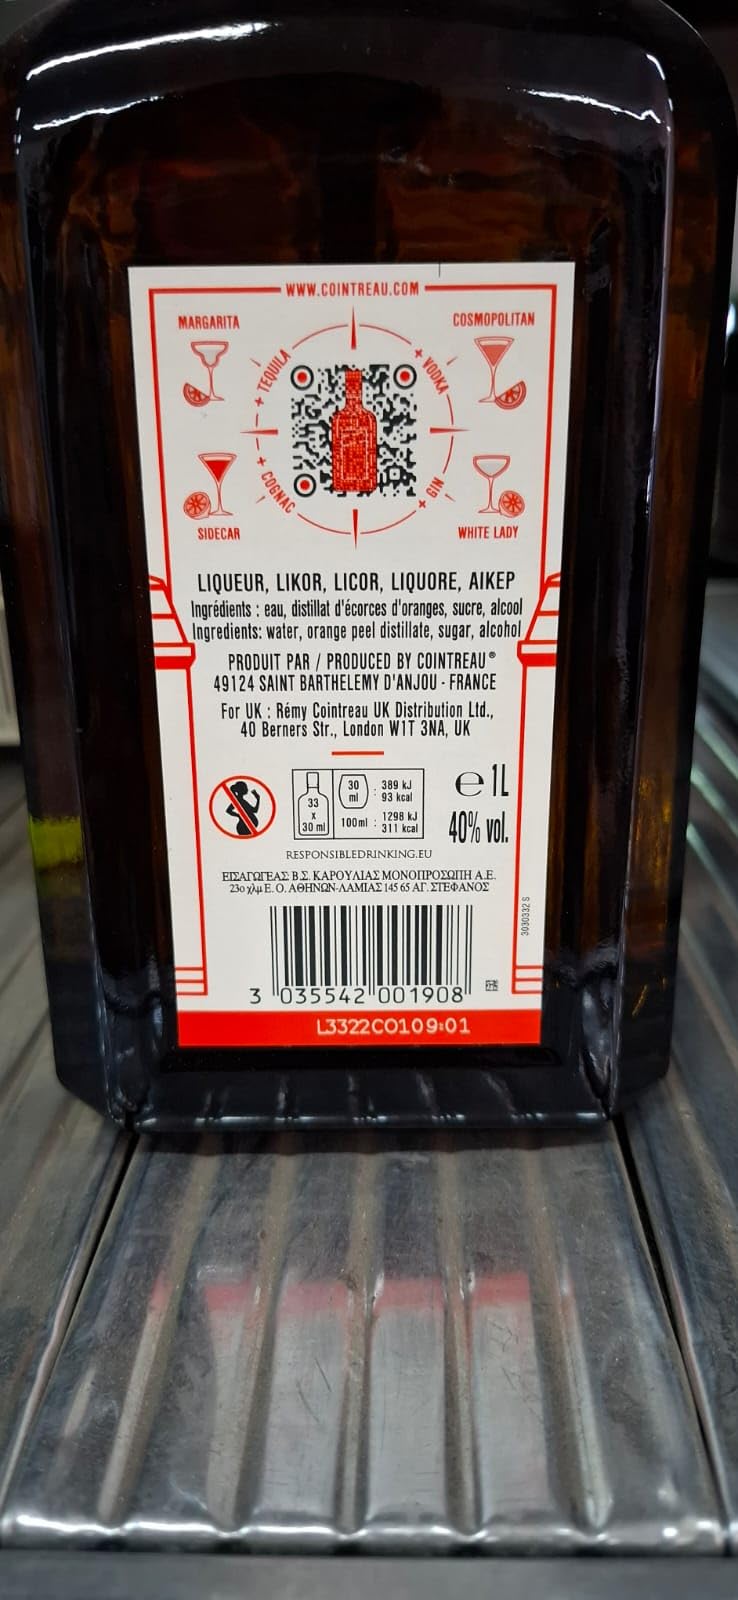 WWW.COINTREAU.COM
MARGARITA
COSMOPOLITAN
+ TEQUILA
+ VODKA
+ COGNAC
+ GIN
SIDECAR
WHITE LADY
LIQUEUR, LIKOR, LICOR, LIQUORE, ΛΙΚΕΡ
Ingrédients : eau, distillat d'écorces d'oranges, sucre, alcool
Ingredients: water, orange peel distillate, sugar, alcohol
PRODUIT PAR / PRODUCED BY COINTREAU®
49124 SAINT BARTHELEMY D'ANJOU - FRANCE
For UK : Rémy Cointreau UK Distribution Ltd.,
40 Berners Str., London W1T 3NA, UK
33 x 30 ml
30 ml : 389 kJ 93 kcal
100ml : 1298 kJ 311 kcal
e 1L
40% vol.
RESPONSIBLEDRINKING.EU
ΕΙΣΑΓΩΓΕΑΣ Β.Σ. ΚΑΡΟΥΛΙΑΣ ΜΟΝΟΠΡΟΣΩΠΗ Α.Ε.
23ο χλμ Ε. Ο. ΑΘΗΝΩΝ-ΛΑΜΙΑΣ 145 65 ΑΓ. ΣΤΕΦΑΝΟΣ
3030332 S
3 035542 001908
L3322CO109:01